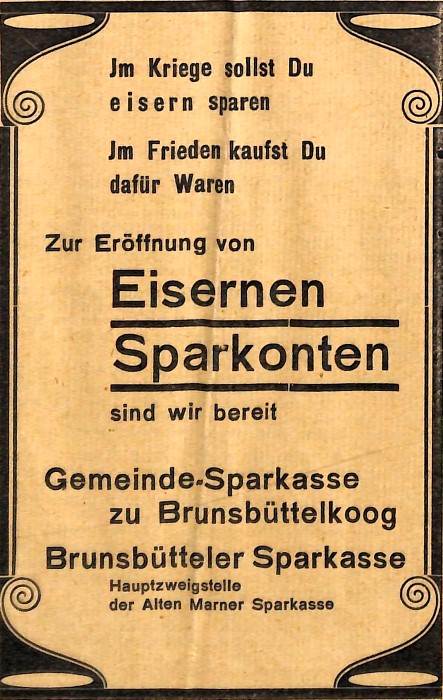 Jm Kriege sollst Du
eisern sparen
Jm Frieden kaufst Du
dafür Waren
Zur Eröffnung von
Eisernen
Sparkonten
sind wir bereit
Gemeinde-Sparkasse
zu Brunsbüttelkoog
Brunsbütteler Sparkasse
Hauptzweigstelle
der Alten Marner Sparkasse